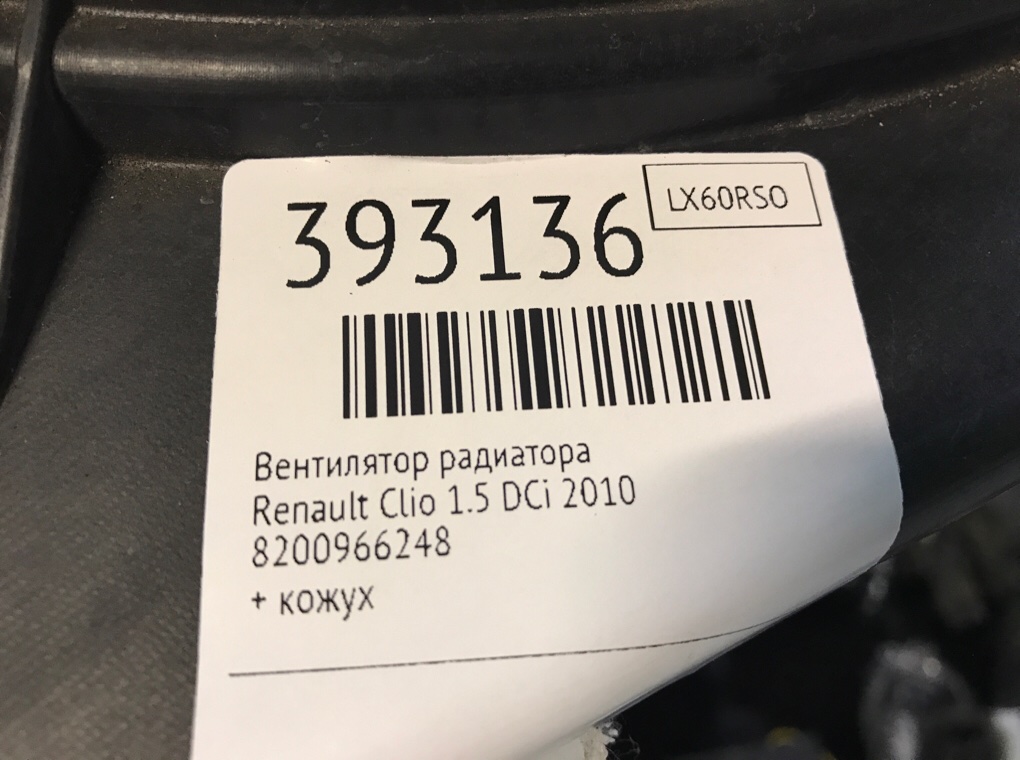 393136
LX60RSO
Вентилятор радиатора
Renault Clio 1.5 DCi 2010
8200966248
+ кожух